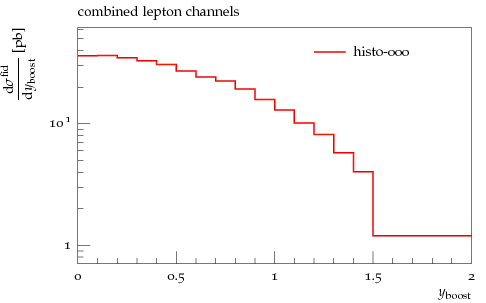 combined lepton channels
dσ^fid / dy_boost [pb]
histo-000
10^1
1
0 0.5 1 1.5 2
y_boost